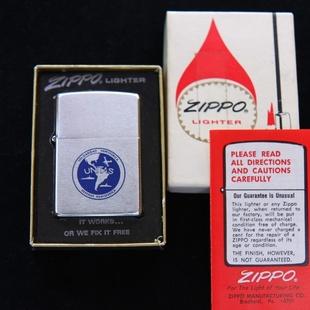 ZIPPO LIGHTER
IT WORKS...
OR WE FIX IT FREE
ZIPPO
LIGHTER
PLEASE READ
ALL DIRECTIONS
AND CAUTIONS
CAREFULLY
Our Guarantee is Unusual
This lighter or any Zippo
lighter, when returned to
our factory, will be put
in first-class mechanical
condition free of charge.
We have never charged a
cent for the repair of a
ZIPPO regardless of its
age or condition.
THE FINISH, HOWEVER,
IS NOT GUARANTEED.
ZIPPO
For The Light of Your Life
ZIPPO MANUFACTURING CO.
Bradford, Pa. 16701